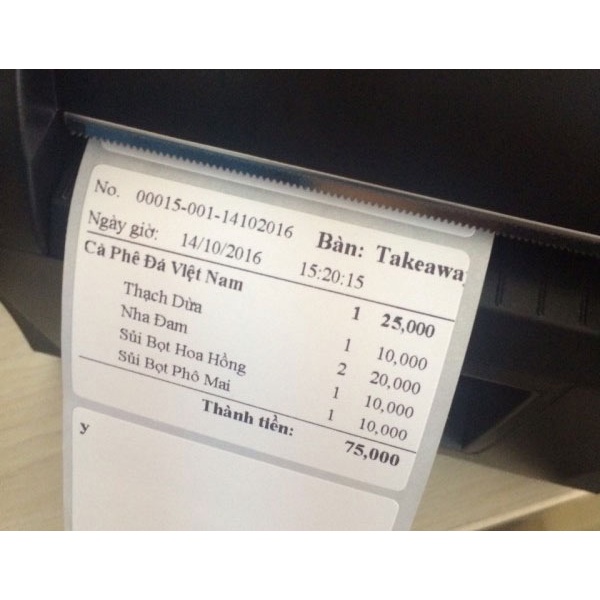 No. 00015-001-14102016 Bàn: Takeawa
Ngày giờ: 14/10/2016 15:20:15
Cà Phê Đá Việt Nam 1 25,000
Thạch Dừa 1 10,000
Nha Đam 2 20,000
Sủi Bọt Hoa Hồng 1 10,000
Sủi Bọt Phô Mai 1 10,000
Thành tiền: 75,000
y